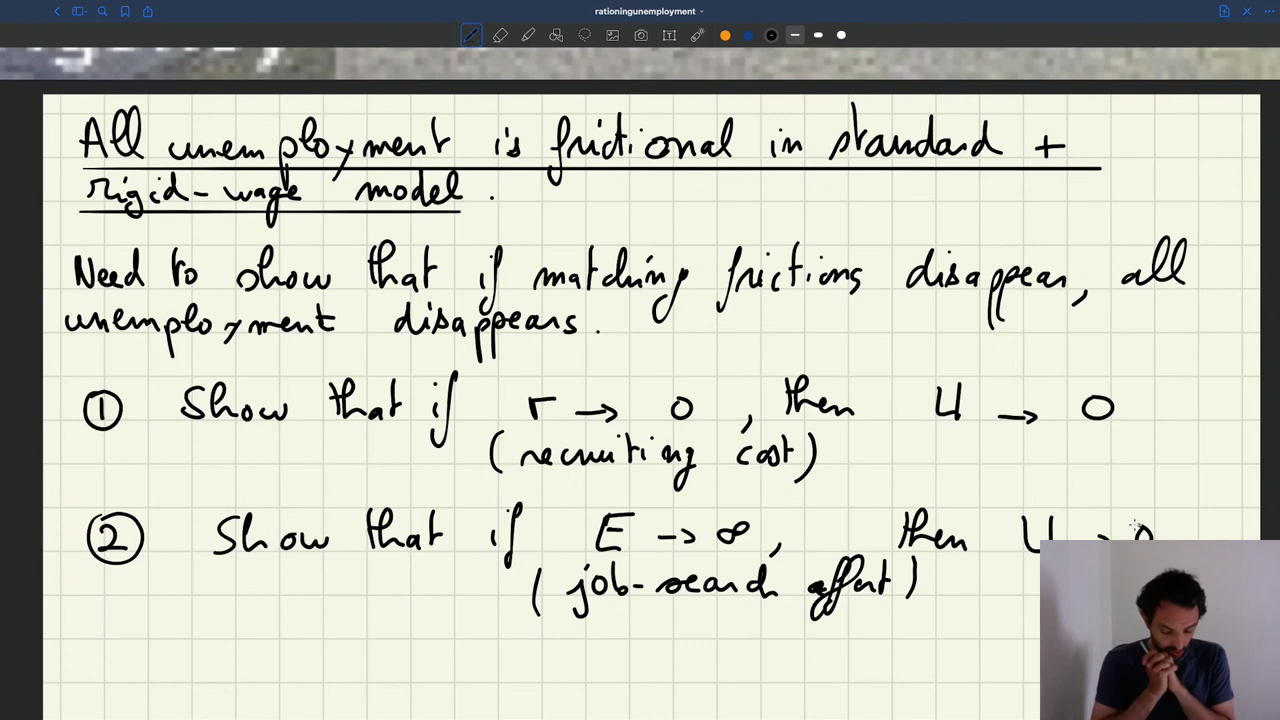 rationingunemployment
All unemployment is frictional in standard +
rigid-wage model.
Need to show that if matching frictions disappear, all
unemployment disappears.
① Show that if r → 0, then U → 0
(recruiting cost)
② Show that if E → ∞, then U → 0
(job-search effort)